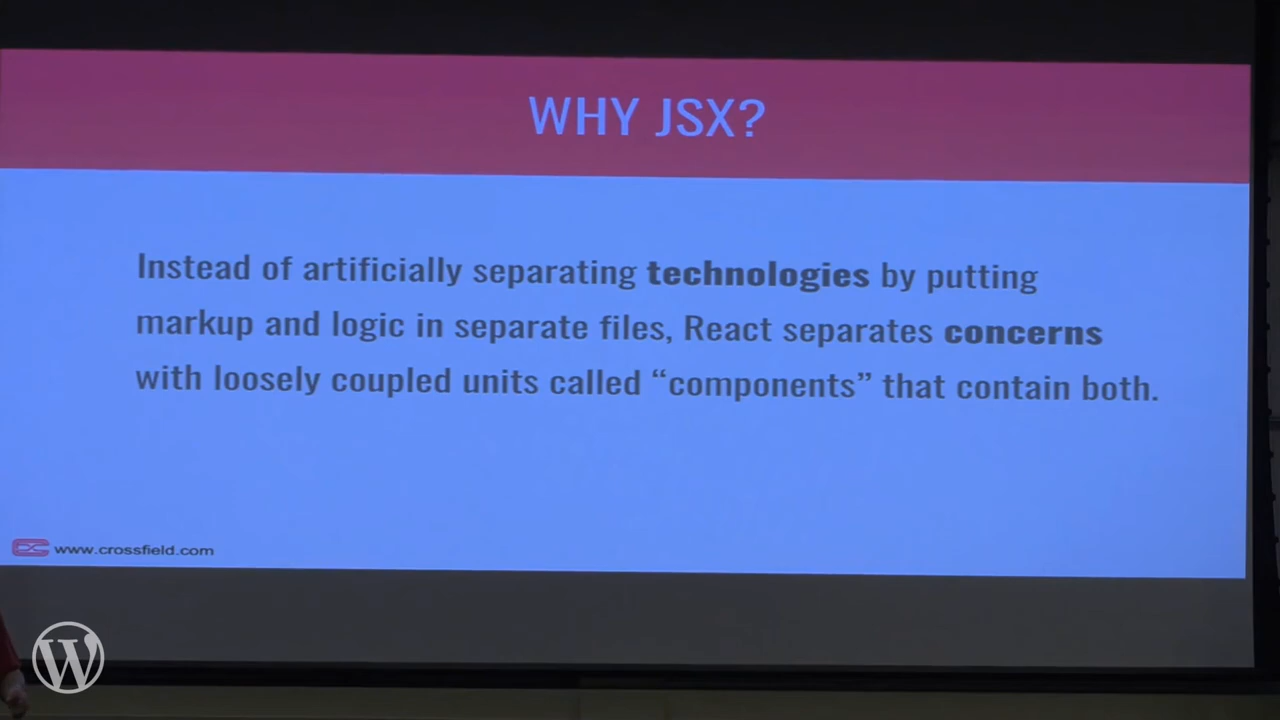 WHY JSX?
Instead of artificially separating technologies by putting
markup and logic in separate files, React separates concerns
with loosely coupled units called “components” that contain both.
www.crossfield.com